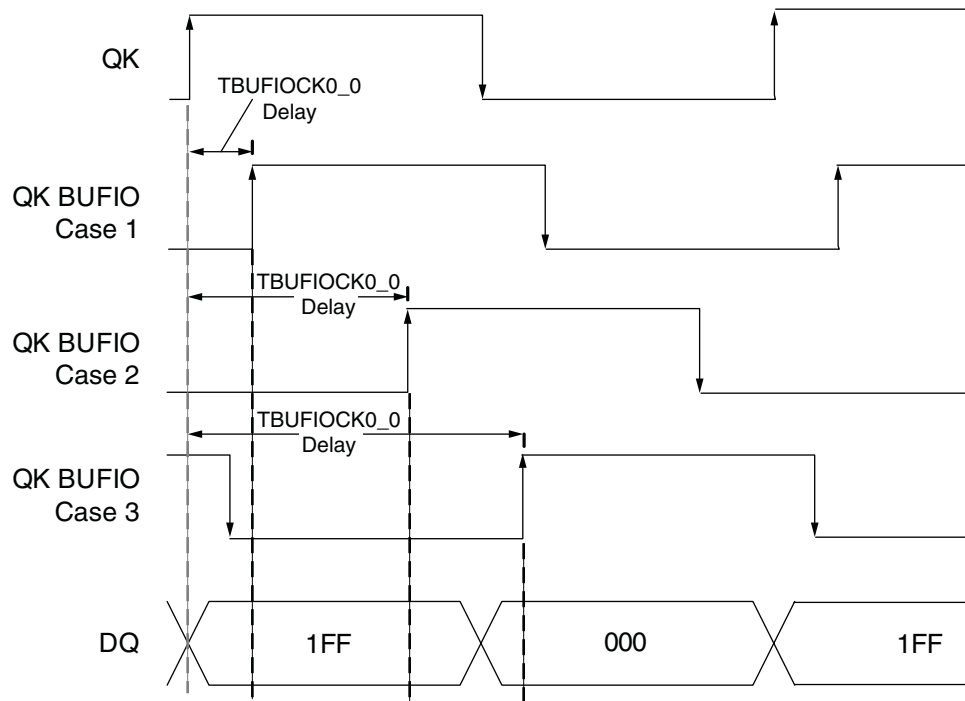 QK
TBUFIOCK0_0
Delay
QK BUFIO
Case 1
TBUFIOCK0_0
Delay
QK BUFIO
Case 2
TBUFIOCK0_0
Delay
QK BUFIO
Case 3
DQ
1FF
000
1FF